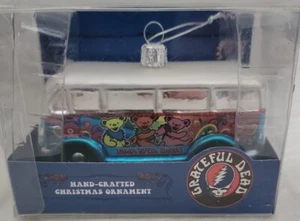 GRATEFUL DEAD
HAND-CRAFTED
CHRISTMAS ORNAMENT